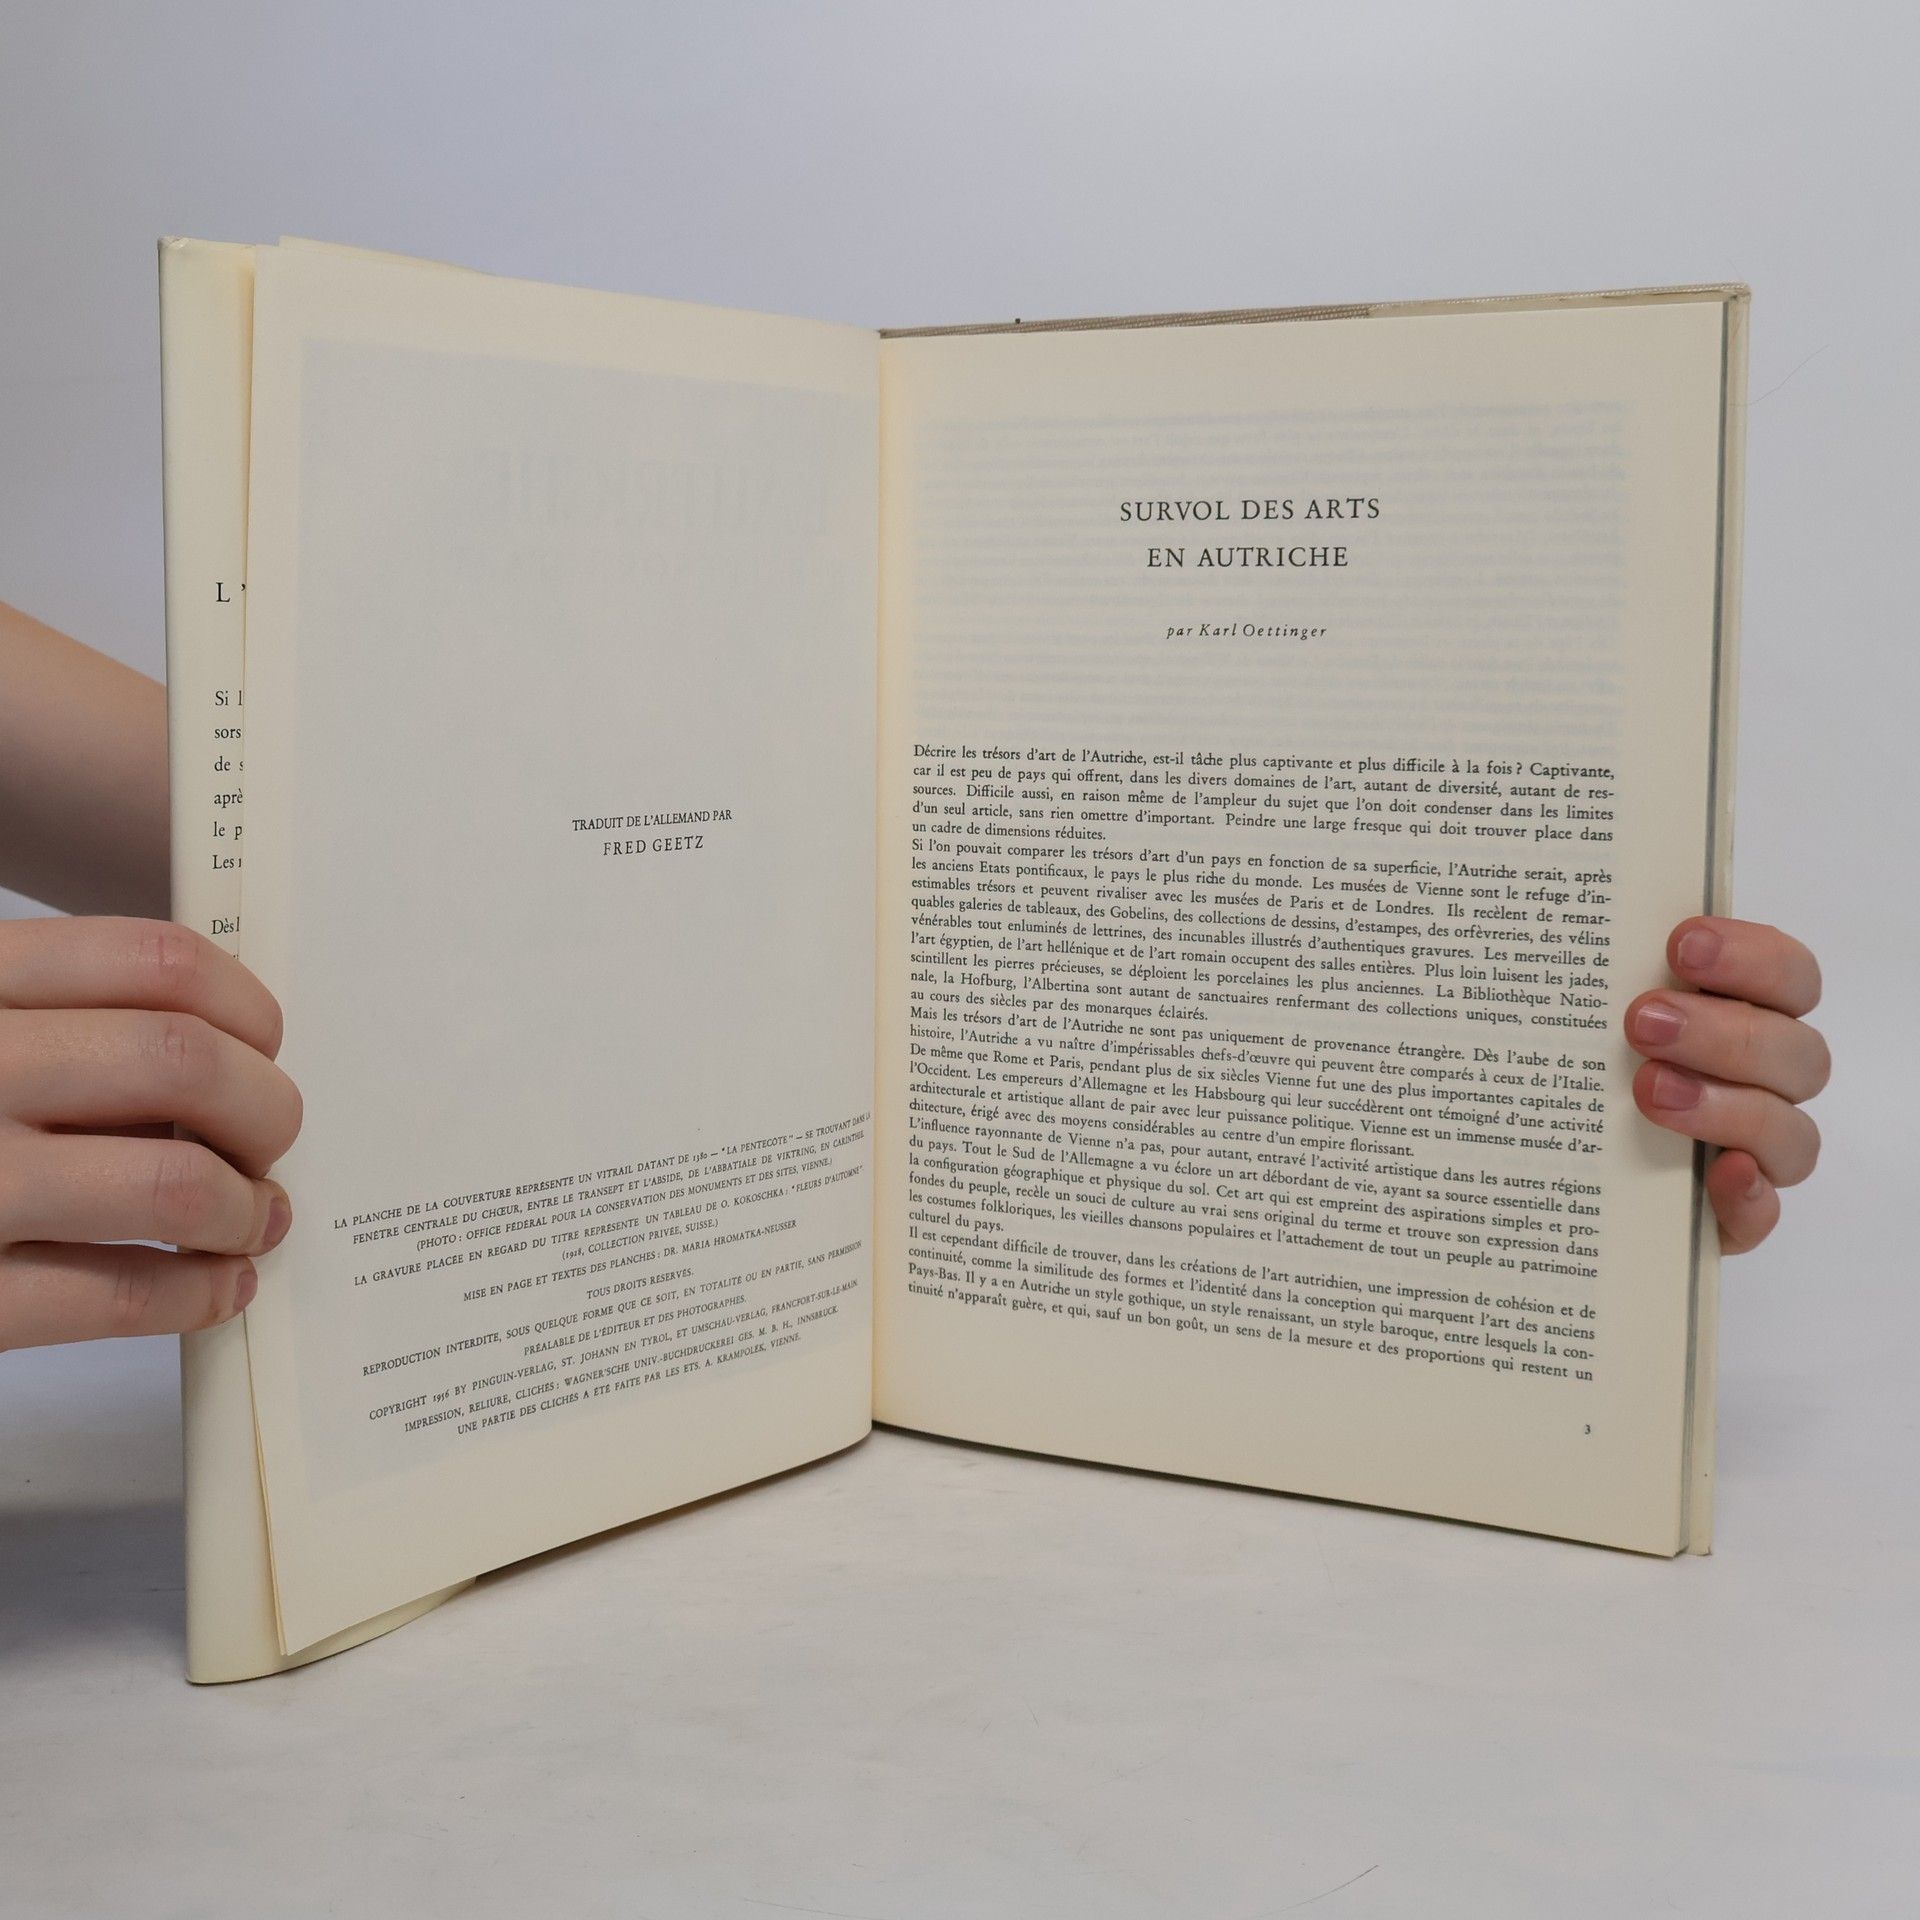 L'
Si l
sors
de s
aprè
le p
Les
Dès l
TRADUIT DE L'ALLEMAND PAR
FRED GEETZ
LA PLANCHE DE LA COUVERTURE REPRÉSENTE UN VITRAIL DATANT DE 1380 — "LA PENTECÔTE" — SE TROUVANT DANS LA
FENÊTRE CENTRALE DU CHŒUR, ENTRE LE TRANSEPT ET L'ABSIDE, DE L'ABBATIALE DE VIKTRING, EN CARINTHIE.
(PHOTO: OFFICE FÉDÉRAL POUR LA CONSERVATION DES MONUMENTS ET DES SITES, VIENNE.)
LA GRAVURE PLACÉE EN REGARD DU TITRE REPRÉSENTE UN TABLEAU DE O. KOKOSCHKA: "FLEURS D'AUTOMNE"
(1928, COLLECTION PRIVÉE, SUISSE.)
MISE EN PAGE ET TEXTES DES PLANCHES: DR. MARIA HROMATKA-NEUSSER
TOUS DROITS RESERVÉS.
REPRODUCTION INTERDITE, SOUS QUELQUE FORME QUE CE SOIT, EN TOTALITÉ OU EN PARTIE, SANS PERMISSION
PRÉALABLE DE L'ÉDITEUR ET DES PHOTOGRAPHES.
COPYRIGHT 1956 BY PINGUIN-VERLAG, ST. JOHANN EN TYROL, ET UMSCHAU-VERLAG, FRANCFORT-SUR-LE-MAIN.
IMPRESSION, RELIURE, CLICHÉS: WAGNER'SCHE UNIV.-BUCHDRUCKEREI GES. M. B. H., INNSBRUCK.
UNE PARTIE DES CLICHÉS A ÉTÉ FAITE PAR LES ETS. A. KRAMPOLEK, VIENNE.
SURVOL DES ARTS
EN AUTRICHE
par Karl Oettinger
Décrire les trésors d'art de l'Autriche, est-il tâche plus captivante et plus difficile à la fois? Captivante,
car il est peu de pays qui offrent, dans les divers domaines de l'art, autant de diversité, autant de res-
sources. Difficile aussi, en raison même de l'ampleur du sujet que l'on doit condenser dans les limites
d'un seul article, sans rien omettre d'important. Peindre une large fresque qui doit trouver place dans
un cadre de dimensions réduites.
Si l'on pouvait comparer les trésors d'art d'un pays en fonction de sa superficie, l'Autriche serait, après
les anciens Etats pontificaux, le pays le plus riche du monde. Les musées de Vienne sont le refuge d'in-
estimables trésors et peuvent rivaliser avec les musées de Paris et de Londres. Ils recèlent de remar-
quables galeries de tableaux, des Gobelins, des collections de dessins, d'estampes, des orfèvreries, des vélins
vénérables tout enluminés de lettrines, des incunables illustrés d'authentiques gravures. Les merveilles de
l'art égyptien, de l'art hellénique et de l'art romain occupent des salles entières. Plus loin luisent les jades,
scintillent les pierres précieuses, se déploient les porcelaines les plus anciennes. La Bibliothèque Natio-
nale, la Hofburg, l'Albertina sont autant de sanctuaires renfermant des collections uniques, constituées
au cours des siècles par des monarques éclairés.
Mais les trésors d'art de l'Autriche ne sont pas uniquement de provenance étrangère. Dès l'aube de son
histoire, l'Autriche a vu naître d'impérissables chefs-d'œuvre qui peuvent être comparés à ceux de l'Italie.
De même que Rome et Paris, pendant plus de six siècles Vienne fut une des plus importantes capitales de
l'Occident. Les empereurs d'Allemagne et les Habsbourg qui leur succédèrent ont témoigné d'une activité
architecturale et artistique allant de pair avec leur puissance politique. Vienne est un immense musée d'ar-
chitecture, érigé avec des moyens considérables au centre d'un empire florissant.
L'influence rayonnante de Vienne n'a pas, pour autant, entravé l'activité artistique dans les autres régions
du pays. Tout le Sud de l'Allemagne a vu éclore un art débordant de vie, ayant sa source essentielle dans
la configuration géographique et physique du sol. Cet art qui est empreint des aspirations simples et pro-
fondes du peuple, recèle un souci de culture au vrai sens original du terme et trouve son expression dans
les costumes folkloriques, les vieilles chansons populaires et l'attachement de tout un peuple au patrimoine
culturel du pays.
Il est cependant difficile de trouver, dans les créations de l'art autrichien, une impression de cohésion et de
continuité, comme la similitude des formes et l'identité dans la conception qui marquent l'art des anciens
Pays-Bas. Il y a en Autriche un style gothique, un style renaissant, un style baroque, entre lesquels la con-
tinuité n'apparaît guère, et qui, sauf un bon goût, un sens de la mesure et des proportions qui restent un
3